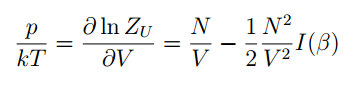 p/kT = ∂ ln Z_U/∂V = N/V − 1/2 N²/V² I(β)